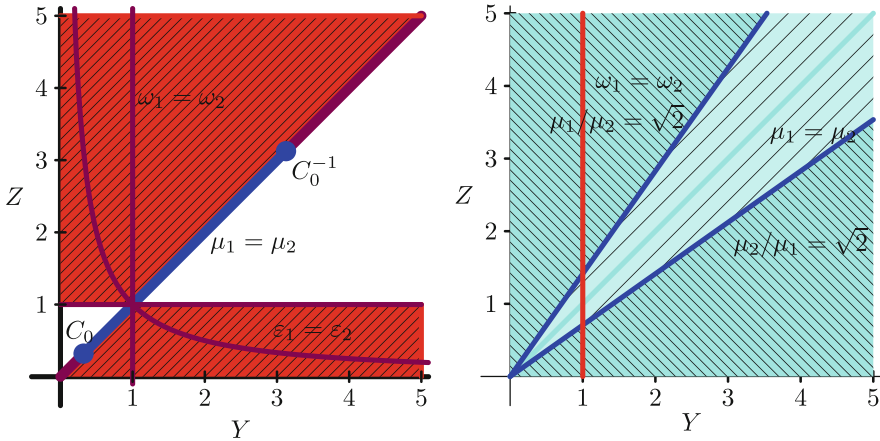 5
4
3
2
1
Z
ω₁ = ω₂
C₀⁻¹
μ₁ = μ₂
C₀
ε₁ = ε₂
1 2 3 4 5
Y
5
4
3
2
1
Z
ω₁ = ω₂
μ₁/μ₂ = √2
μ₁ = μ₂
μ₂/μ₁ = √2
1 2 3 4 5
Y